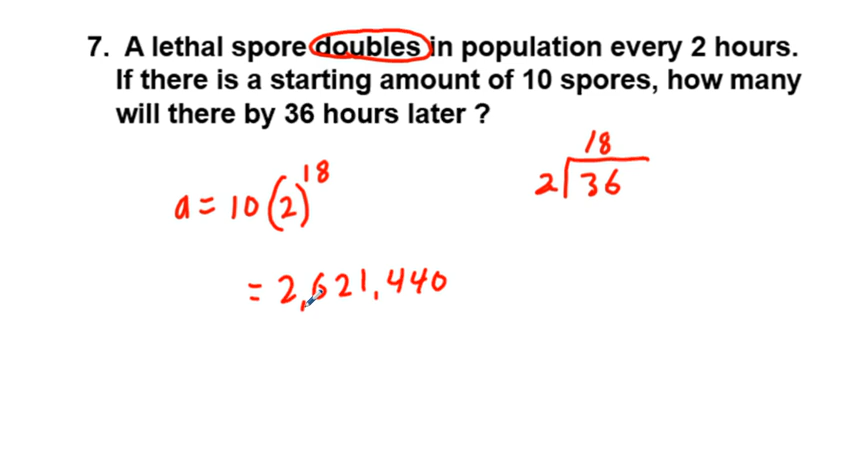 7. A lethal spore doubles in population every 2 hours.
If there is a starting amount of 10 spores, how many
will there by 36 hours later ?
18
2 36
a = 10 (2)^18
= 2,621,440